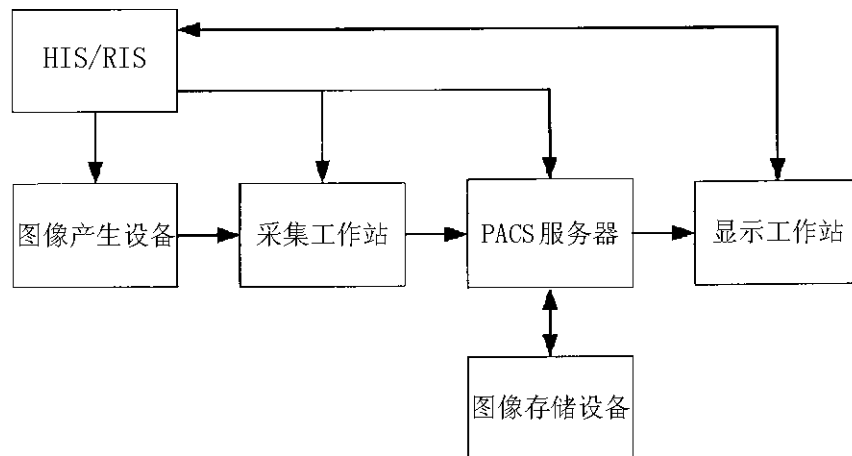 HIS/RIS
图像产生设备
采集工作站
PACS服务器
显示工作站
图像存储设备